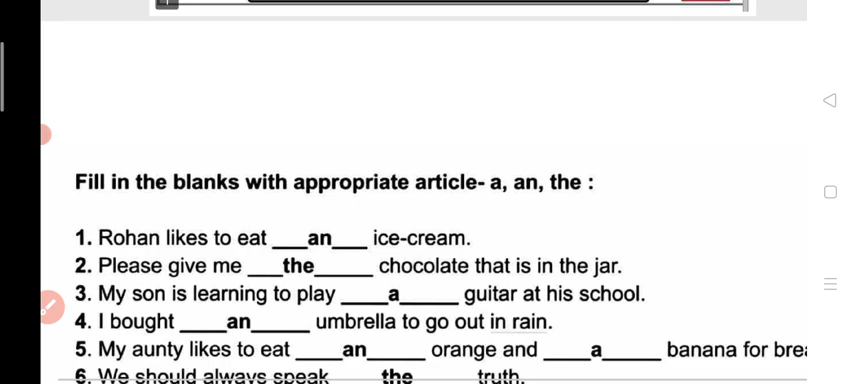 Fill in the blanks with appropriate article- a, an, the :
1. Rohan likes to eat ___an___ ice-cream.
2. Please give me ___the_____ chocolate that is in the jar.
3. My son is learning to play ____a_____ guitar at his school.
4. I bought ____an_____ umbrella to go out in rain.
5. My aunty likes to eat ____an_____ orange and ____a_____ banana for
6. We should always speak ____the_____ truth.